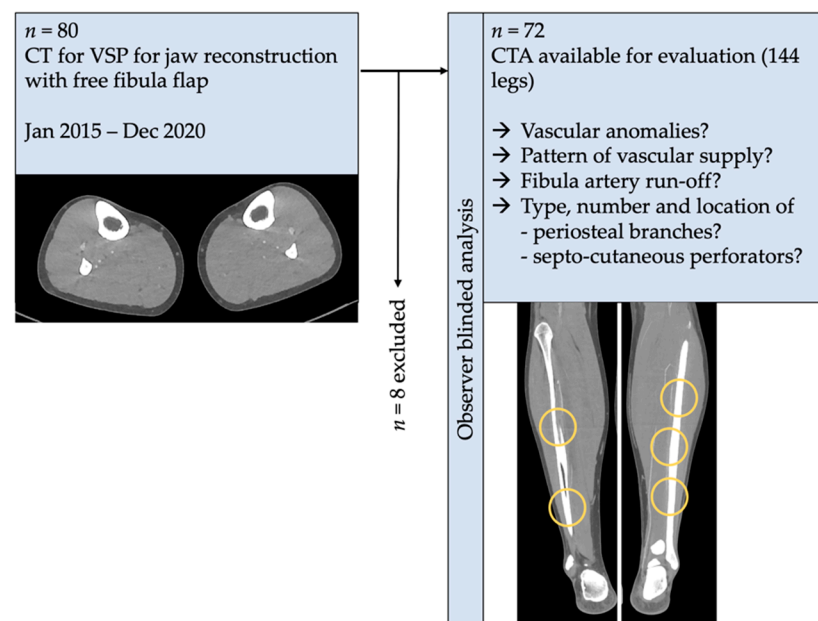 n = 80
CT for VSP for jaw reconstruction
with free fibula flap
Jan 2015 – Dec 2020
n = 8 excluded
Observer blinded analysis
n = 72
CTA available for evaluation (144
legs)
→ Vascular anomalies?
→ Pattern of vascular supply?
→ Fibula artery run-off?
→ Type, number and location of
- periosteal branches?
- septo-cutaneous perforators?